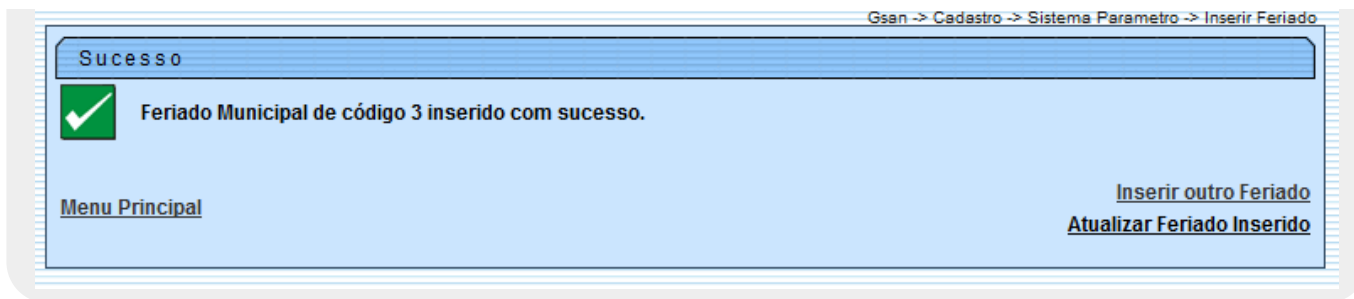 Gsan -> Cadastro -> Sistema Parametro -> Inserir Feriado
Sucesso
Feriado Municipal de código 3 inserido com sucesso.
Inserir outro Feriado
Menu Principal
Atualizar Feriado Inserido